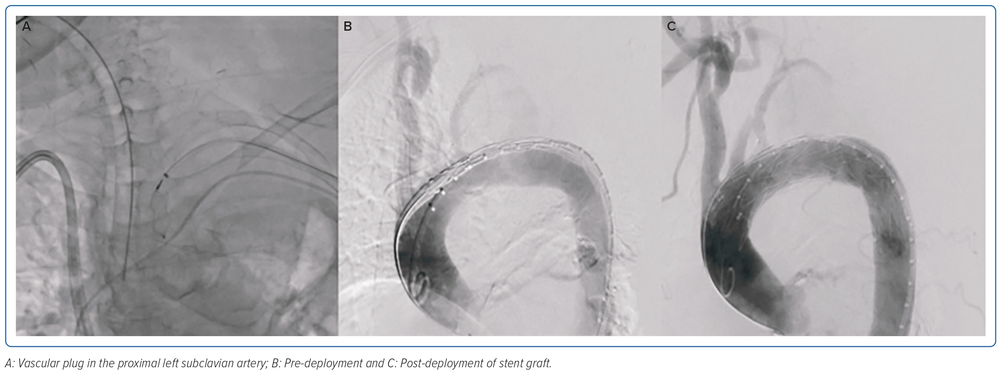 A
B
C
A: Vascular plug in the proximal left subclavian artery; B: Pre-deployment and C: Post-deployment of stent graft.